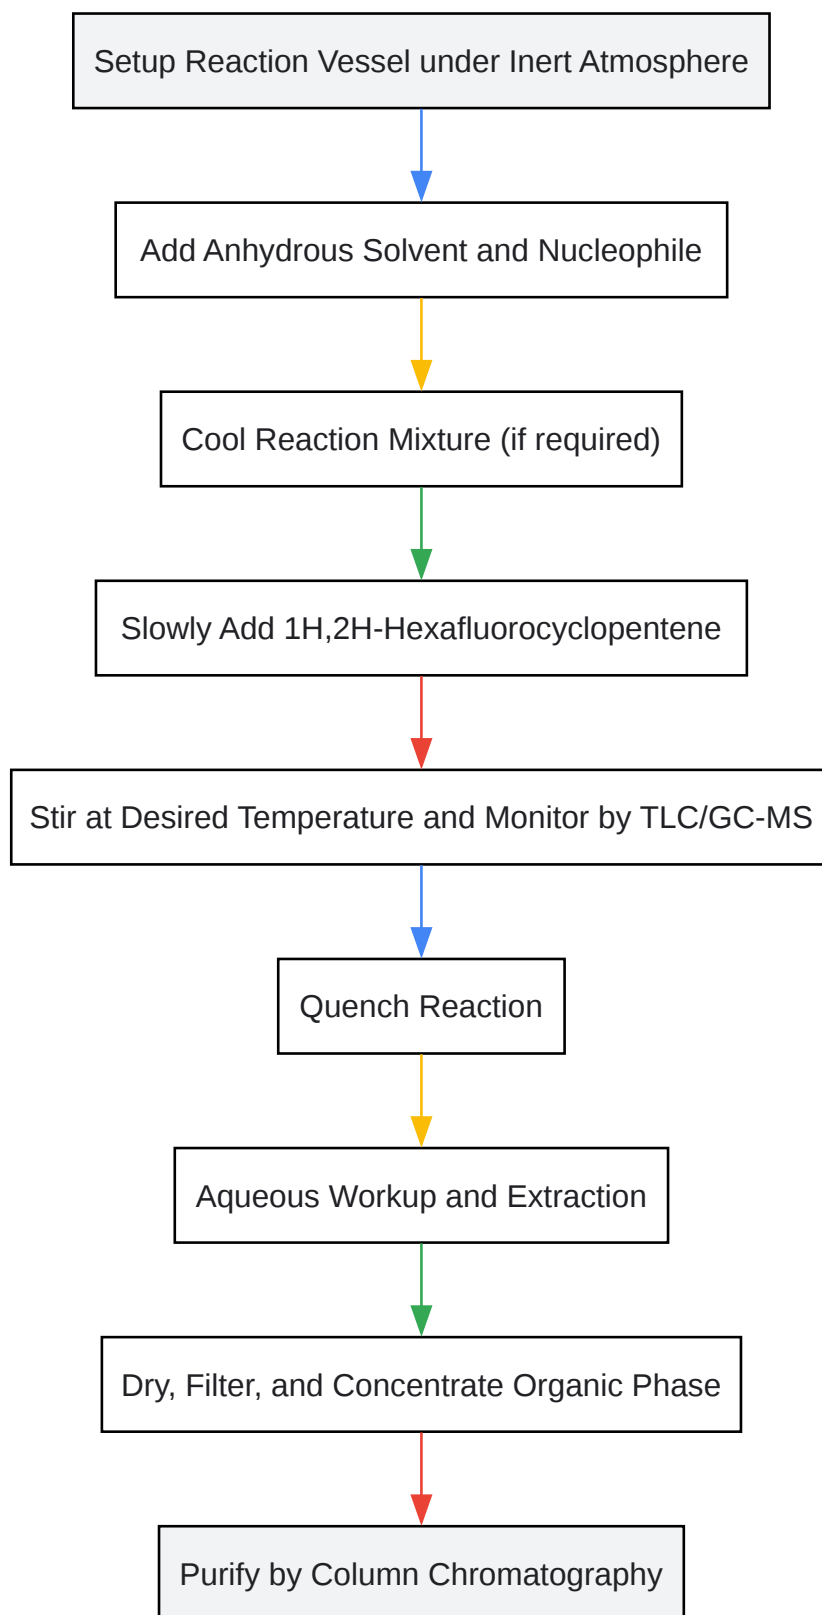 Setup Reaction Vessel under Inert Atmosphere
Add Anhydrous Solvent and Nucleophile
Cool Reaction Mixture (if required)
Slowly Add 1H,2H-Hexafluorocyclopentene
Stir at Desired Temperature and Monitor by TLC/GC-MS
Quench Reaction
Aqueous Workup and Extraction
Dry, Filter, and Concentrate Organic Phase
Purify by Column Chromatography